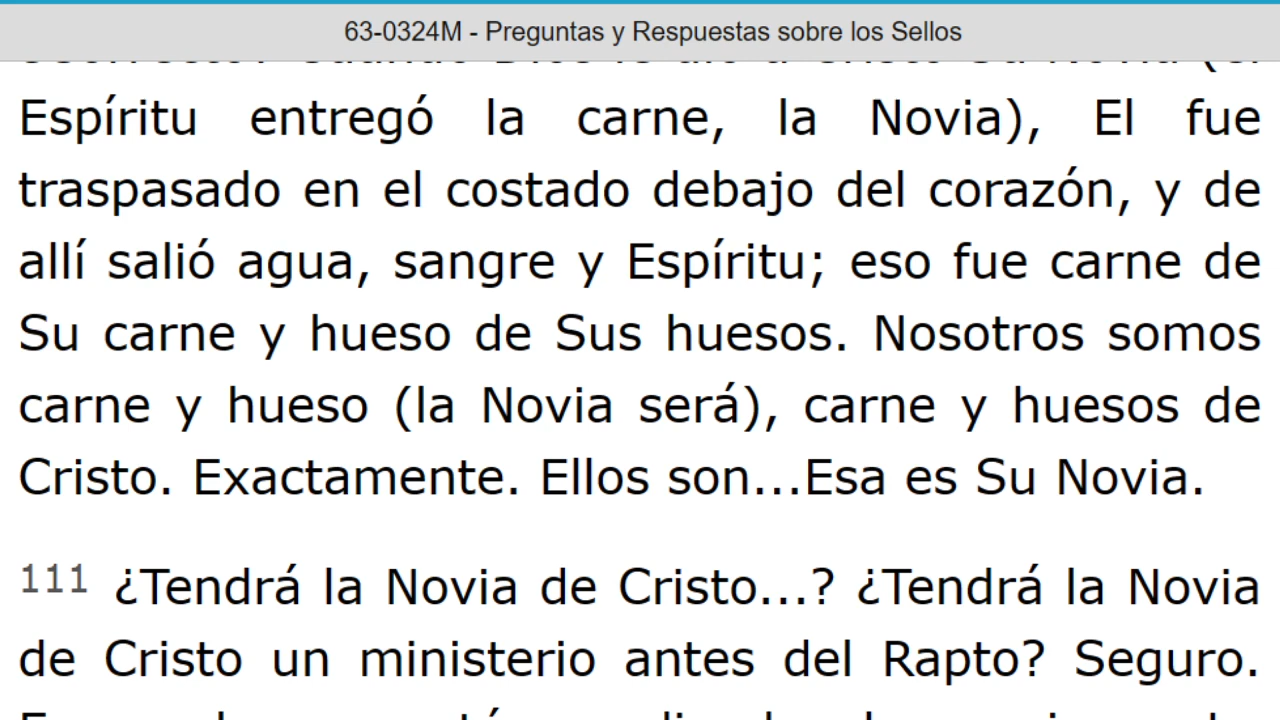 63-0324M - Preguntas y Respuestas sobre los Sellos
Espíritu entregó la carne, la Novia), El fue
traspasado en el costado debajo del corazón, y de
allí salió agua, sangre y Espíritu; eso fue carne de
Su carne y hueso de Sus huesos. Nosotros somos
carne y hueso (la Novia será), carne y huesos de
Cristo. Exactamente. Ellos son...Esa es Su Novia.
111 ¿Tendrá la Novia de Cristo...? ¿Tendrá la Novia
de Cristo un ministerio antes del Rapto? Seguro.